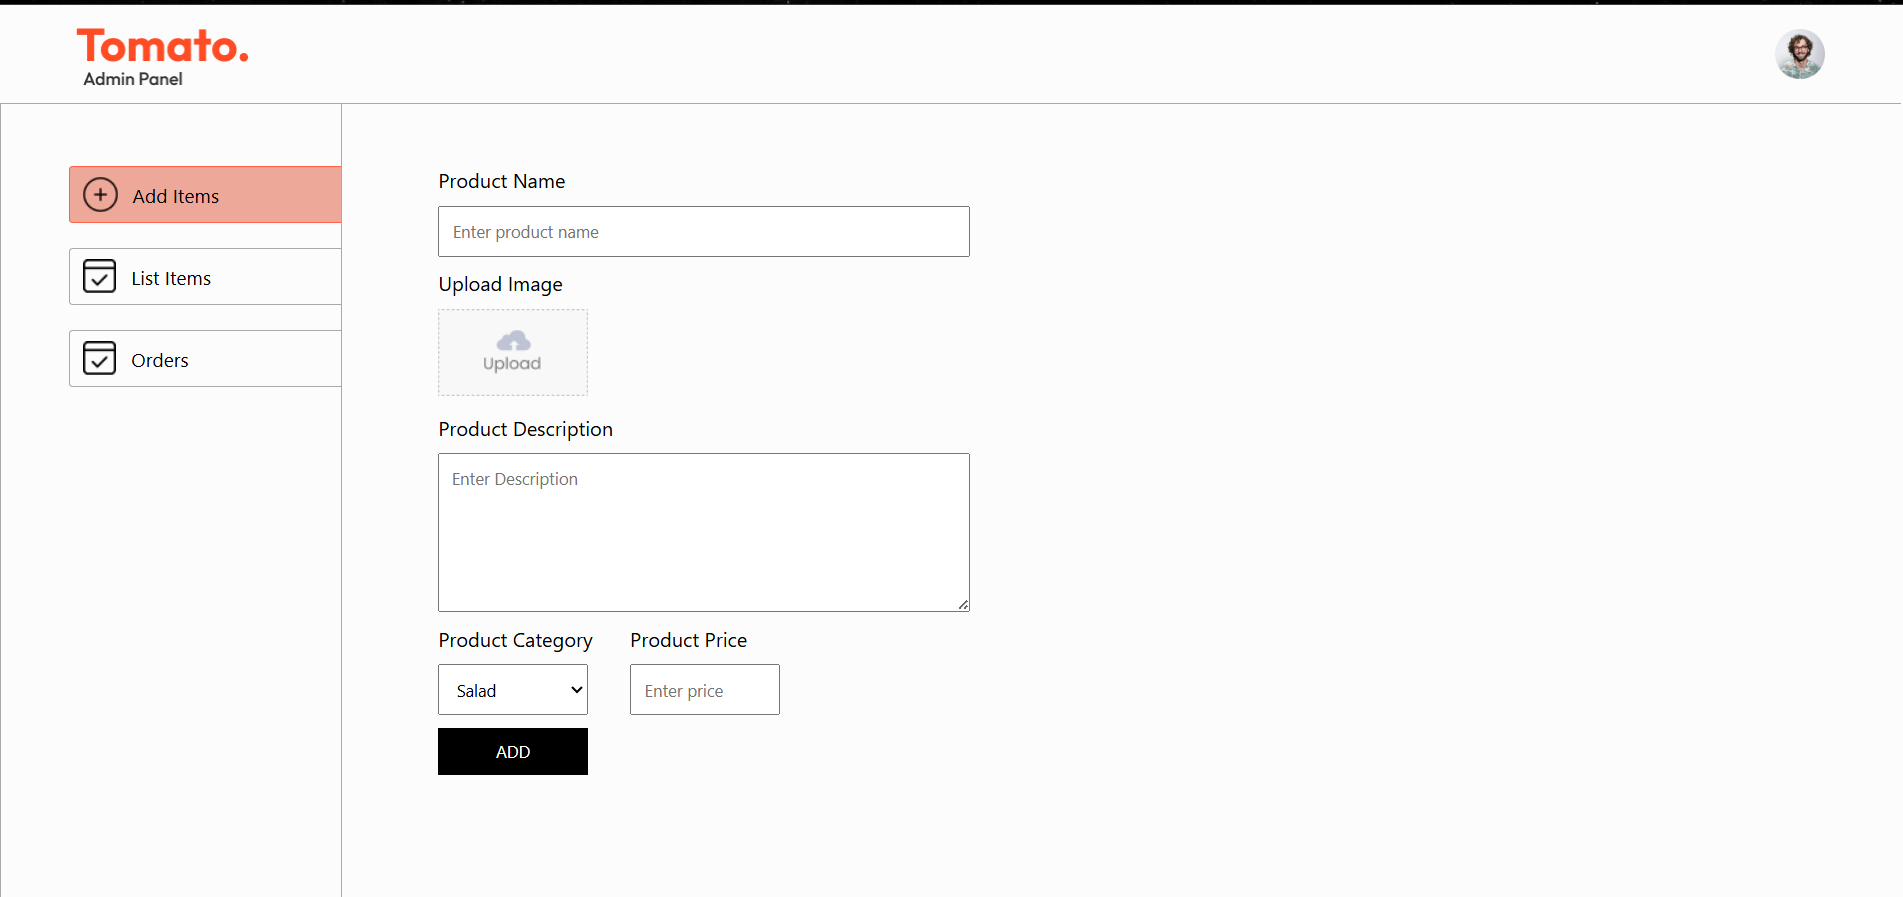 Tomato.
Admin Panel
Add Items
List Items
Orders
Product Name
Enter product name
Upload Image
Upload
Product Description
Enter Description
Product Category
Product Price
Salad
Enter price
ADD